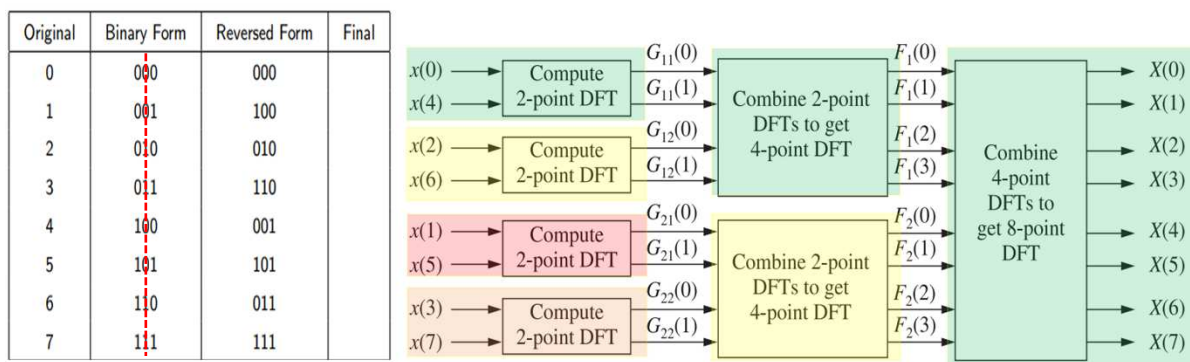 Original Binary Form Reversed Form Final
0 000 000
1 001 100
2 010 010
3 011 110
4 100 001
5 101 101
6 110 011
7 111 111
x(0)
x(4)
Compute
2-point DFT
G₁₁(0)
G₁₁(1)
x(2)
x(6)
Compute
2-point DFT
G₁₂(0)
G₁₂(1)
x(1)
x(5)
Compute
2-point DFT
G₂₁(0)
G₂₁(1)
x(3)
x(7)
Compute
2-point DFT
G₂₂(0)
G₂₂(1)
Combine 2-point
DFTs to get
4-point DFT
F₁(0)
F₁(1)
F₁(2)
F₁(3)
Combine 2-point
DFTs to get
4-point DFT
F₂(0)
F₂(1)
F₂(2)
F₂(3)
Combine
4-point
DFTs to
get 8-point
DFT
X(0)
X(1)
X(2)
X(3)
X(4)
X(5)
X(6)
X(7)